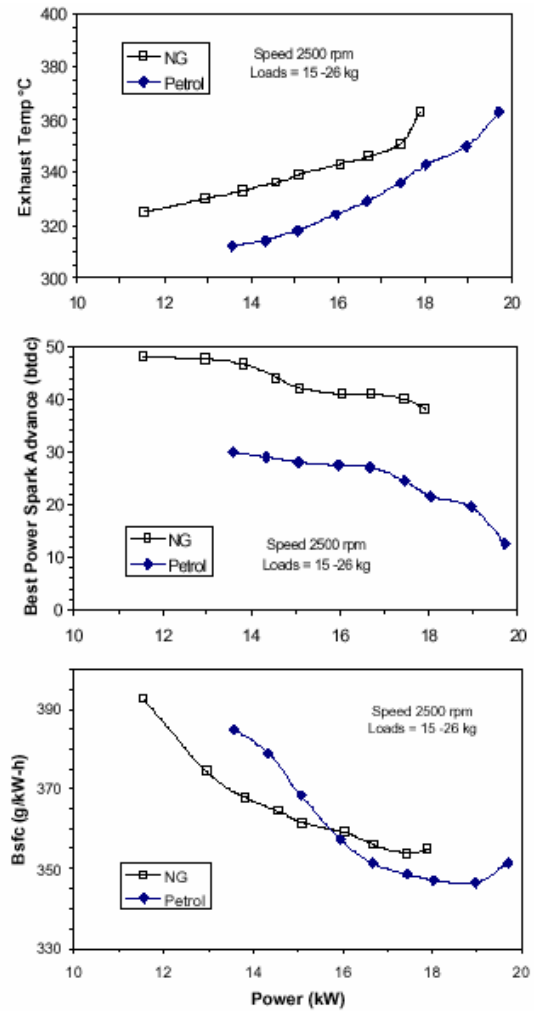 400
380
360
340
320
300
Exhaust Temp °C
NG
Petrol
Speed 2500 rpm
Loads = 15 -26 kg
10 12 14 16 18 20
50
40
30
20
10
0
Best Power Spark Advance (btdc)
NG
Petrol
Speed 2500 rpm
Loads = 15 -26 kg
10 12 14 16 18 20
390
370
350
330
Bsfc (g/kW-h)
Speed 2500 rpm
Loads = 15 -26 kg
NG
Petrol
10 12 14 16 18 20
Power (kW)